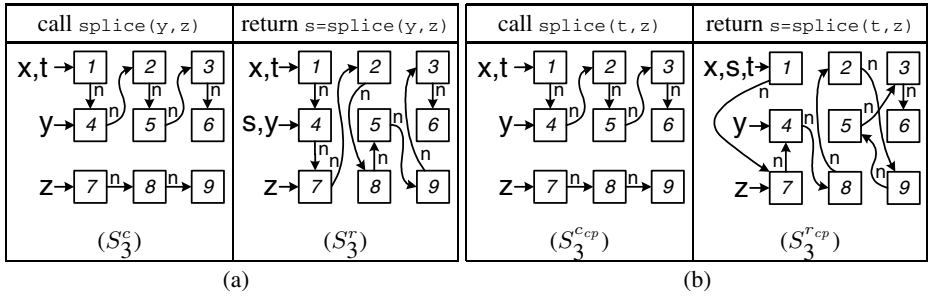 call splice(y,z)
return s=splice(y,z)
call splice(t,z)
return s=splice(t,z)
x,t 1 2 3
n n n
y 4 5 6
n n
z 7 n 8 n 9
(S₃ᶜ)
x,t 1 2 3
n n n
s,y 4 5 6
n n n n
z 7 8 9
n
(S₃ʳ)
x,t 1 2 3
n n n
y 4 5 6
n n
z 7 n 8 n 9
(S₃ᶜᶜᵖ)
x,s,t 1 2 3
n n n n
y 4 5 6
n n n n
z 7 8 9
(S₃ʳᶜᵖ)
(a)
(b)